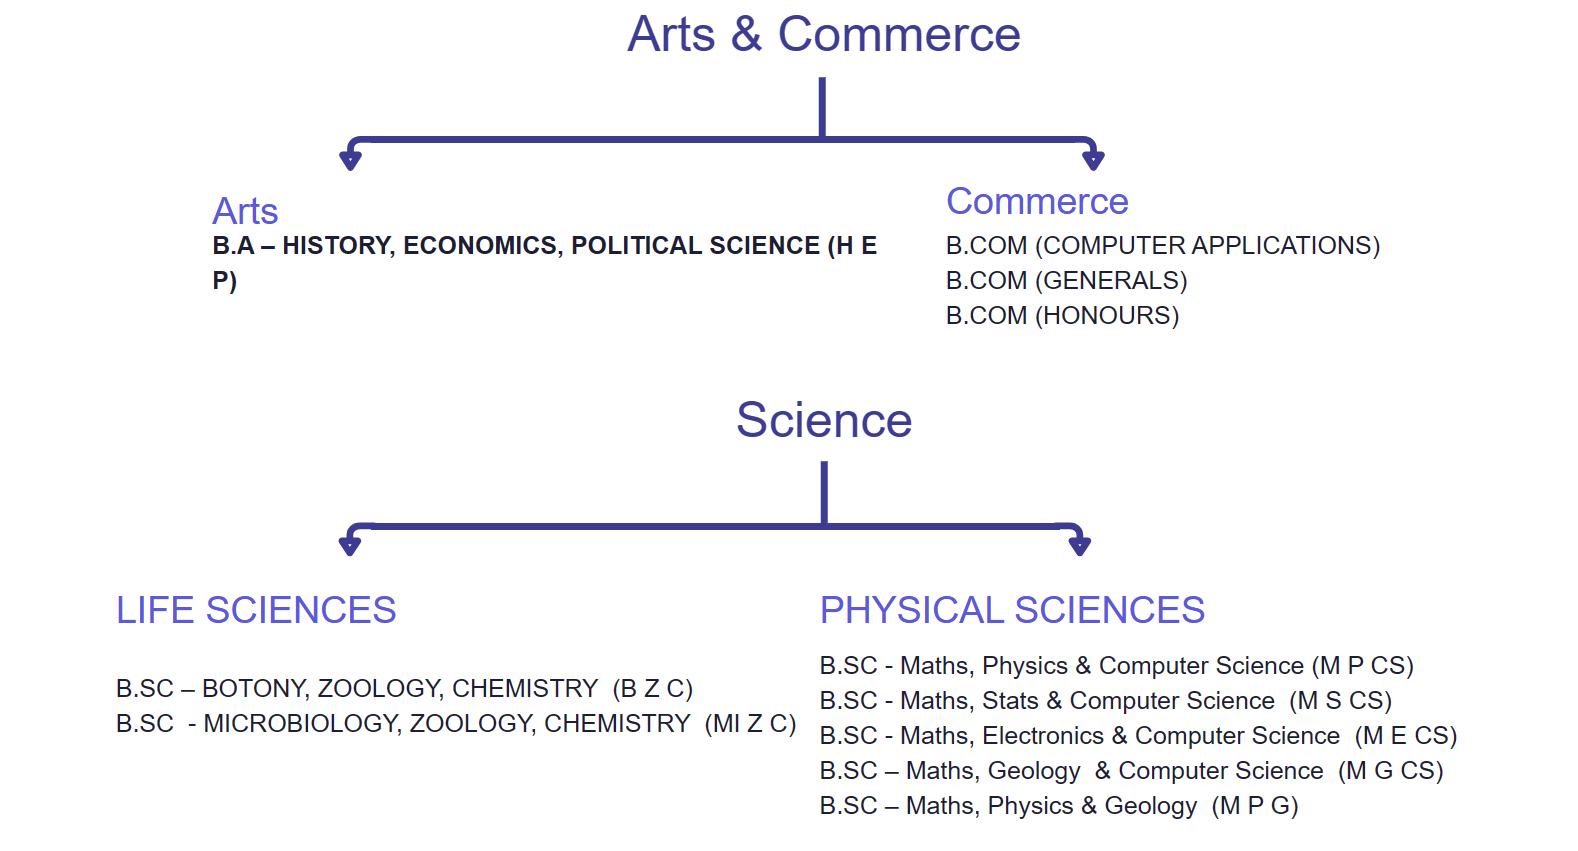 Arts & Commerce
Arts
B.A – HISTORY, ECONOMICS, POLITICAL SCIENCE (H E
P)
Commerce
B.COM (COMPUTER APPLICATIONS)
B.COM (GENERALS)
B.COM (HONOURS)
Science
LIFE SCIENCES
B.SC – BOTONY, ZOOLOGY, CHEMISTRY  (B Z C)
B.SC  - MICROBIOLOGY, ZOOLOGY, CHEMISTRY  (MI Z C)
PHYSICAL SCIENCES
B.SC - Maths, Physics & Computer Science (M P CS)
B.SC - Maths, Stats & Computer Science  (M S CS)
B.SC - Maths, Electronics & Computer Science  (M E CS)
B.SC – Maths, Geology  & Computer Science  (M G CS)
B.SC – Maths, Physics & Geology  (M P G)